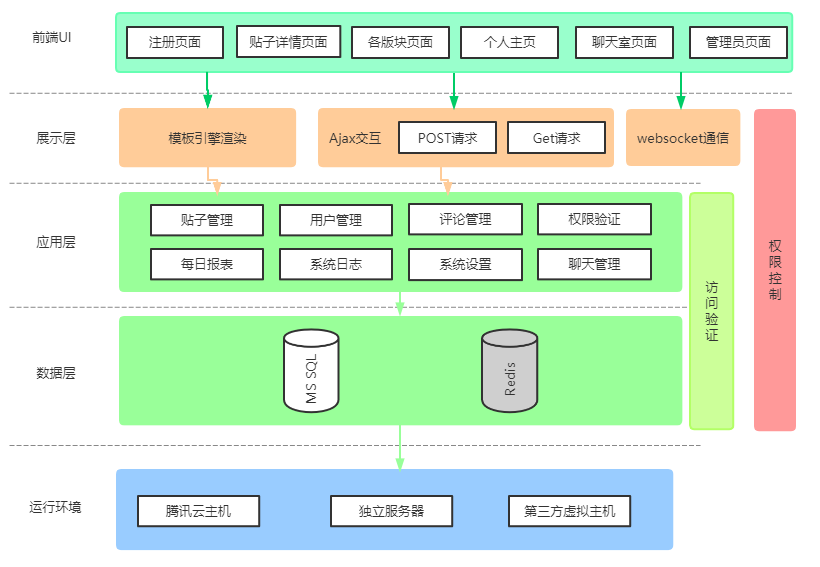 前端UI
注册页面
贴子详情页面
各版块页面
个人主页
聊天室页面
管理员页面
展示层
模板引擎渲染
Ajax交互
POST请求
Get请求
websocket通信
应用层
贴子管理
用户管理
评论管理
权限验证
每日报表
系统日志
系统设置
聊天管理
访问验证
权限控制
数据层
MS SQL
Redis
运行环境
腾讯云主机
独立服务器
第三方虚拟主机